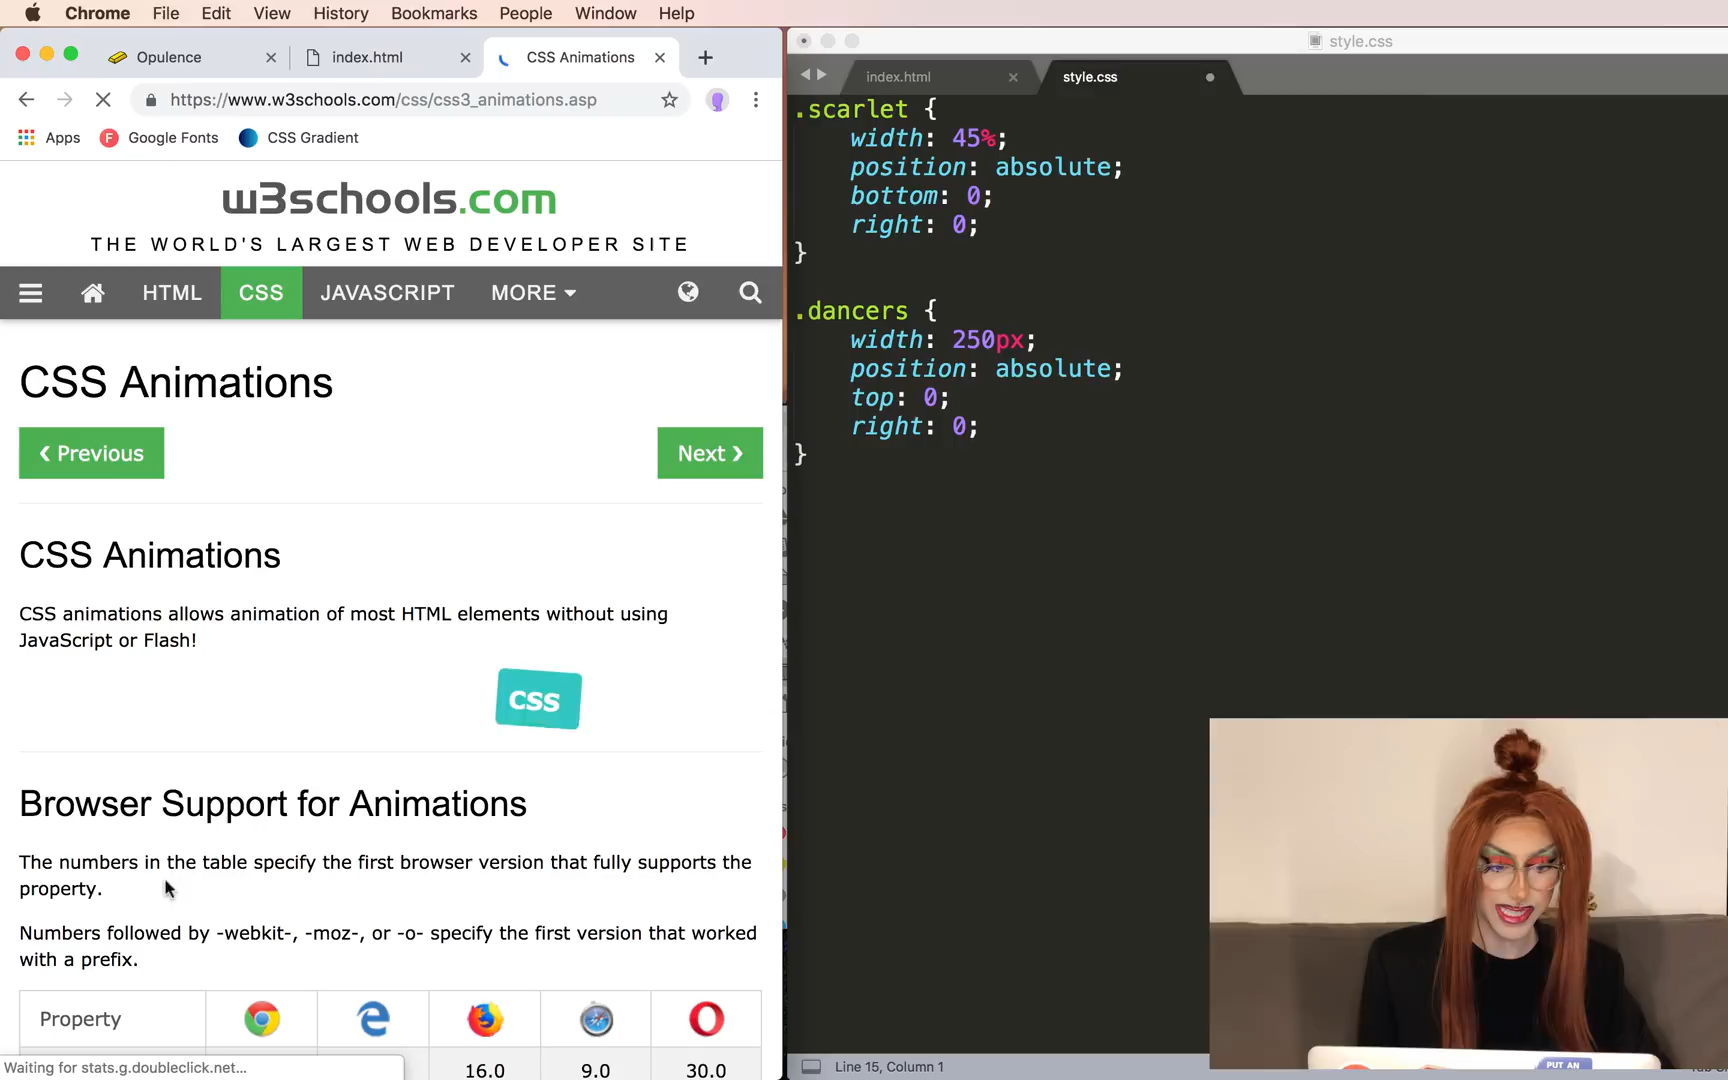 Chrome File Edit View History Bookmarks People Window Help
Opulence
index.html
CSS Animations
https://www.w3schools.com/css/css3_animations.asp
Apps
Google Fonts
CSS Gradient
w3schools.com
THE WORLD'S LARGEST WEB DEVELOPER SITE
HTML CSS JAVASCRIPT MORE
CSS Animations
❮ Previous
Next ❯
CSS Animations
CSS animations allows animation of most HTML elements without using
JavaScript or Flash!
CSS
Browser Support for Animations
The numbers in the table specify the first browser version that fully supports the
property.
Numbers followed by -webkit-, -moz-, or -o- specify the first version that worked
with a prefix.
Property
16.0 9.0 30.0
Waiting for stats.g.doubleclick.net...
style.css
index.html
style.css
.scarlet {
width: 45%;
position: absolute;
bottom: 0;
right: 0;
}
.dancers {
width: 250px;
position: absolute;
top: 0;
right: 0;
}
Line 15, Column 1
PUT AN